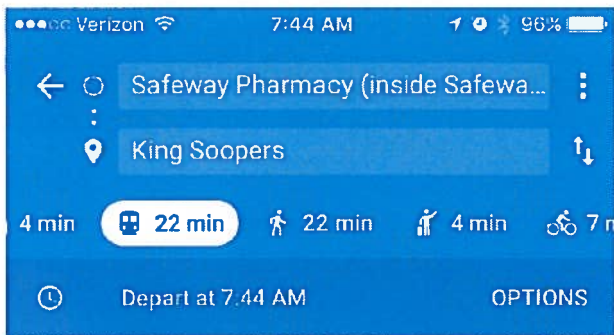 Verizon 7:44 AM 96%
Safeway Pharmacy (inside Safewa...
King Soopers
4 min 22 min 22 min 4 min 7 m
Depart at 7:44 AM OPTIONS